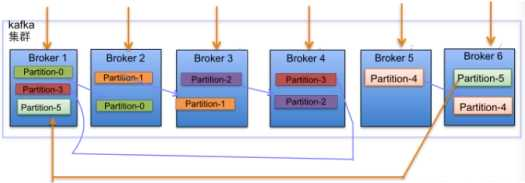 kafka
集群
Broker 1
Partition-0
Partition-3
Partition-5
Broker 2
Partition-1
Partition-0
Broker 3
Partition-2
Partition-1
Broker 4
Partition-3
Partition-2
Broker 5
Partition-4
Broker 6
Partition-5
Partition-4